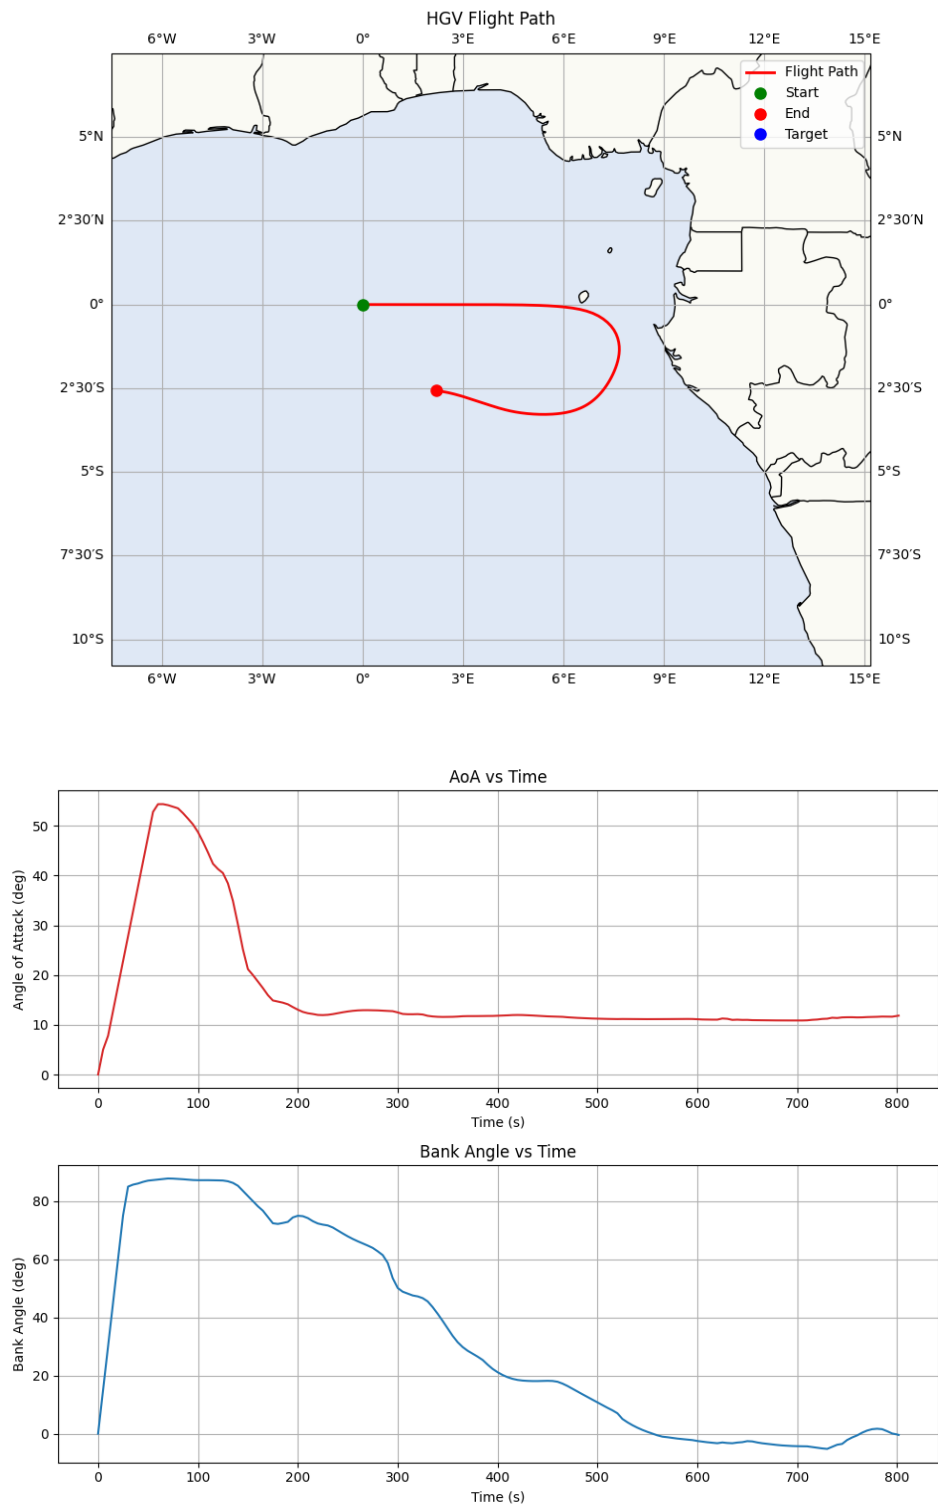 HGV Flight Path
6°W 3°W 0° 3°E 6°E 9°E 12°E 15°E
Flight Path
Start
End
Target
5°N 5°N
2°30′N 2°30′N
0° 0°
2°30′S 2°30′S
5°S 5°S
7°30′S 7°30′S
10°S 10°S
6°W 3°W 0° 3°E 6°E 9°E 12°E 15°E
AoA vs Time
Angle of Attack (deg)
50
40
30
20
10
0
0 100 200 300 400 500 600 700 800
Time (s)
Bank Angle vs Time
Bank Angle (deg)
80
60
40
20
0
0 100 200 300 400 500 600 700 800
Time (s)